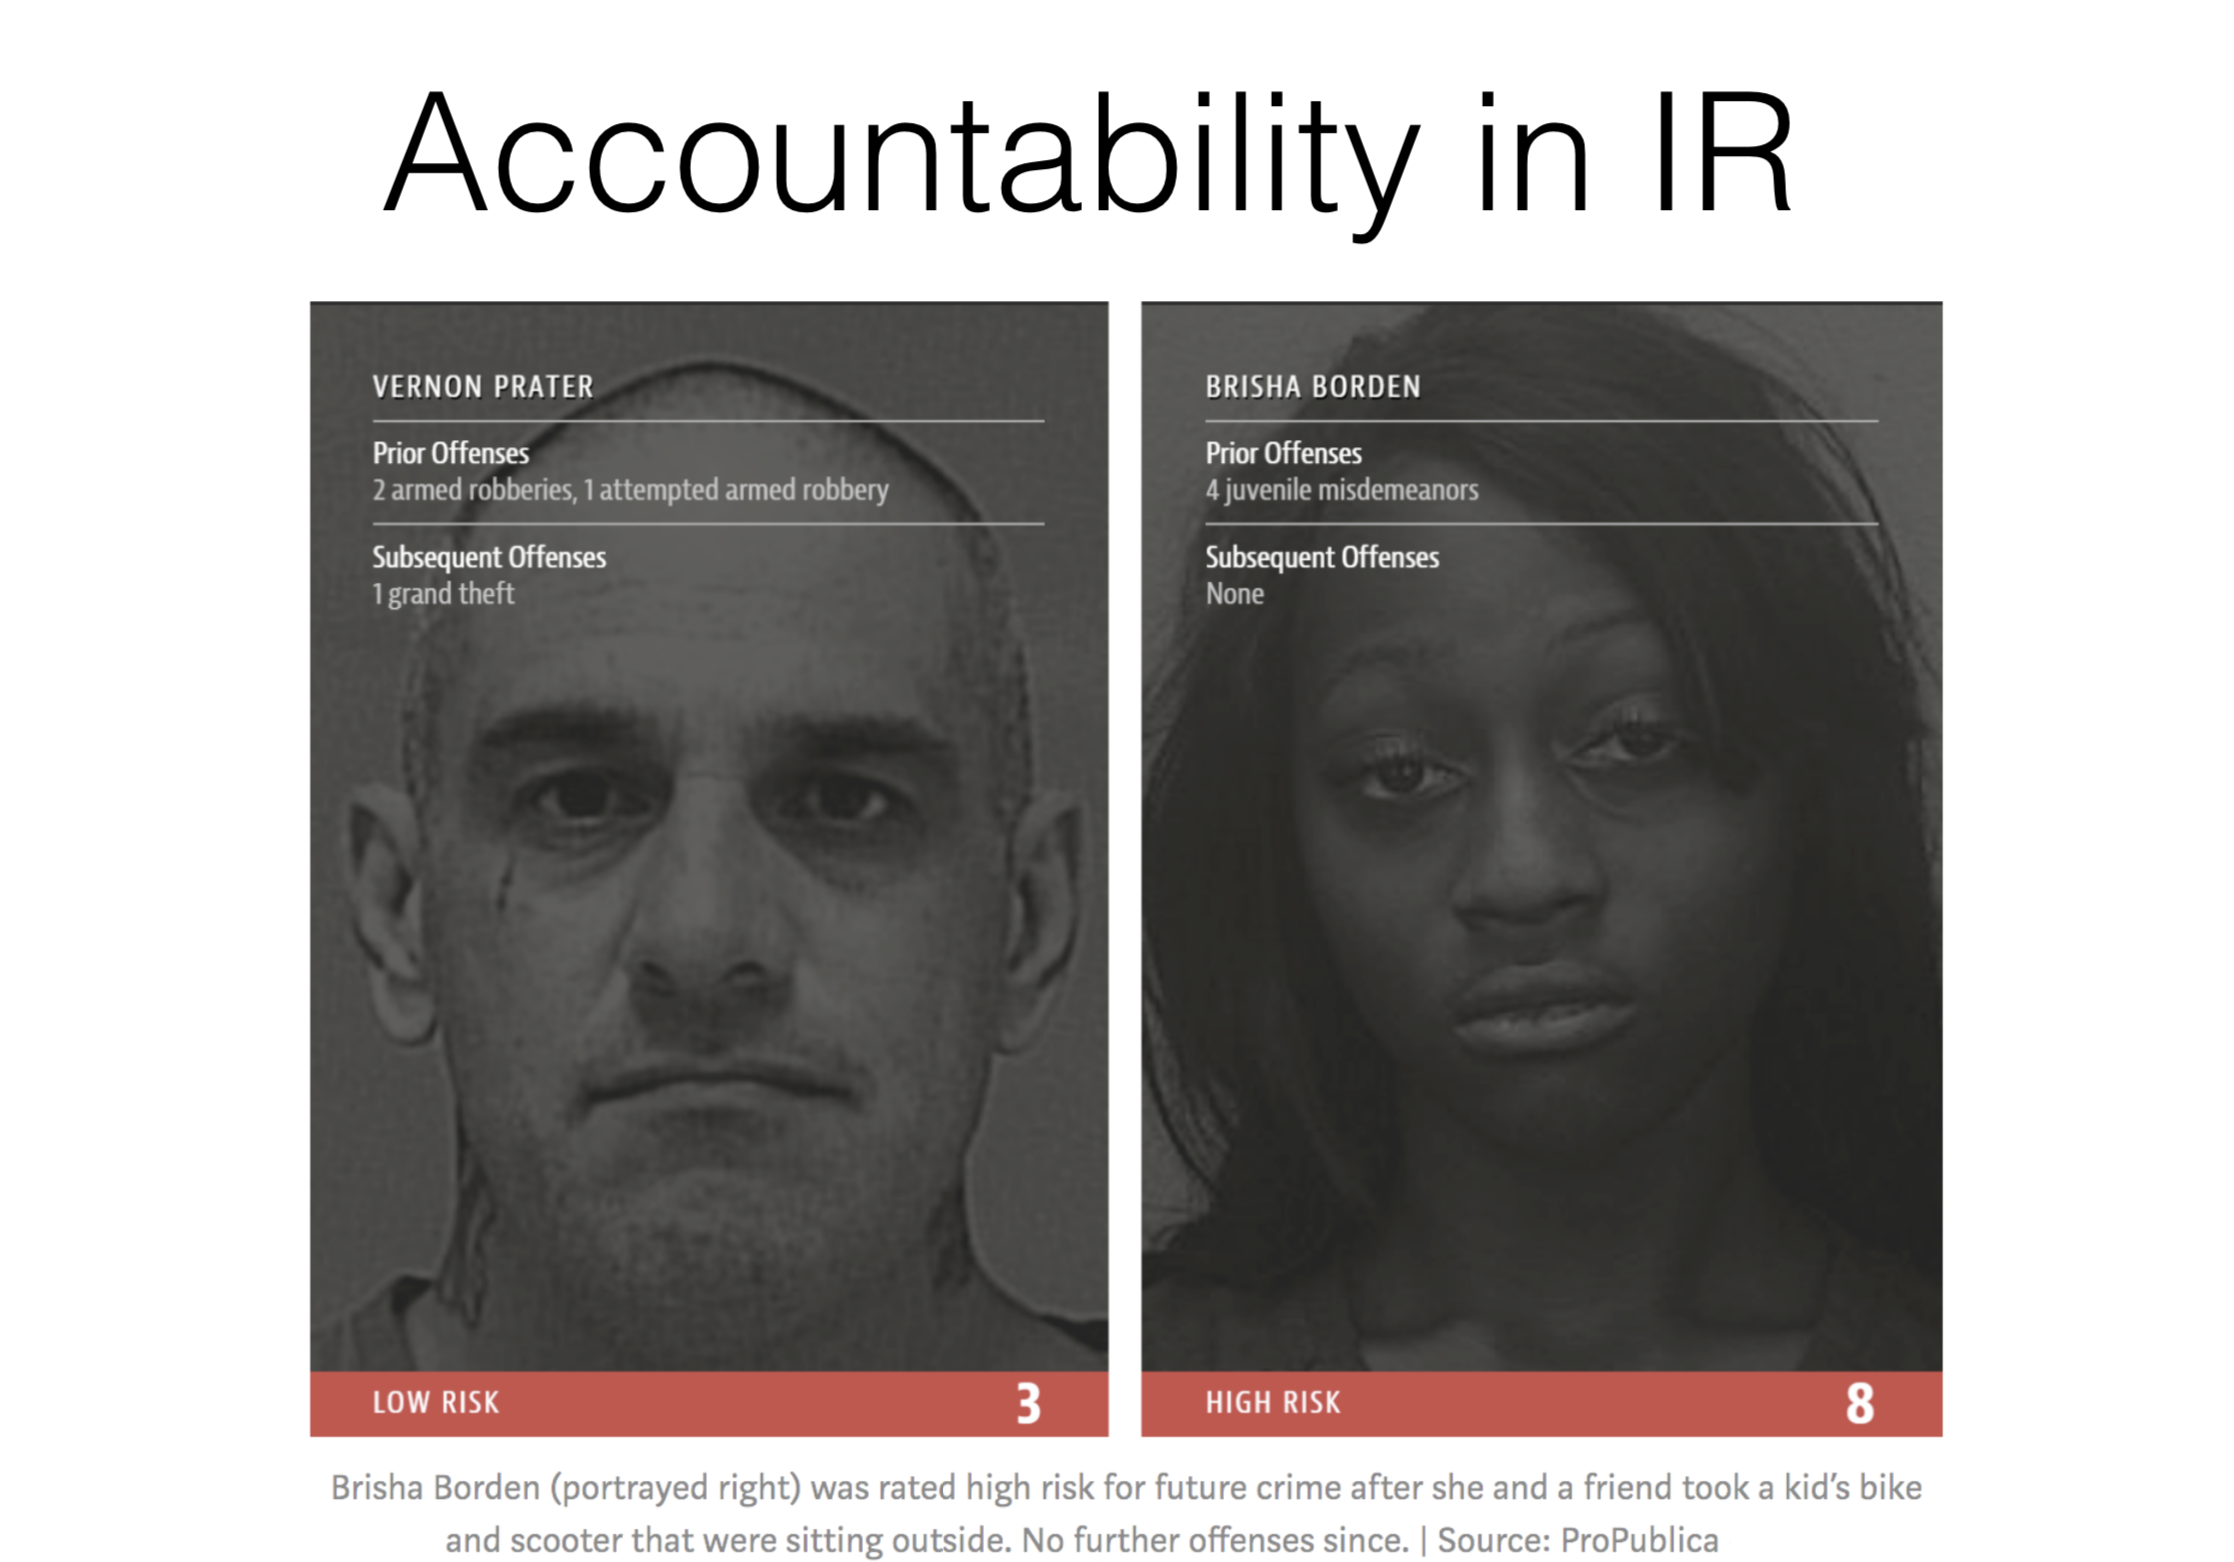 Accountability in IR
VERNON PRATER
Prior Offenses
2 armed robberies, 1 attempted armed robbery
Subsequent Offenses
1 grand theft
LOW RISK 3
BRISHA BORDEN
Prior Offenses
4 juvenile misdemeanors
Subsequent Offenses
None
HIGH RISK 8
Brisha Borden (portrayed right) was rated high risk for future crime after she and a friend took a kid's bike
and scooter that were sitting outside. No further offenses since. | Source: ProPublica